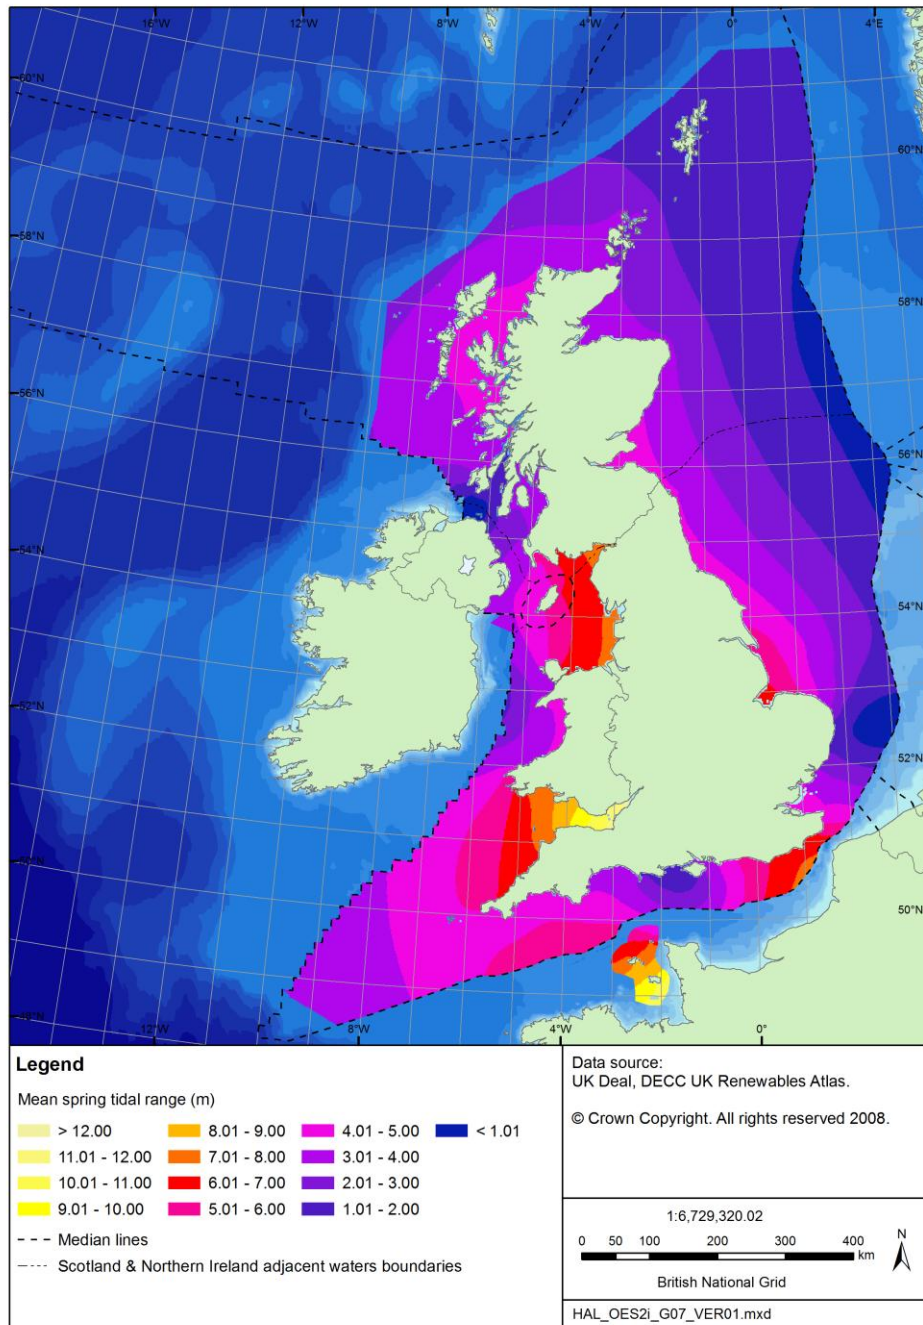 16°W 12°W 8°W 4°W 0° 4°E
60°N
60°N
58°N
58°N
56°N
56°N
54°N
54°N
52°N
52°N
50°N
50°N
48°N
12°W 8°W 4°W 0°
Legend
Mean spring tidal range (m)
> 12.00 8.01 - 9.00 4.01 - 5.00 < 1.01
11.01 - 12.00 7.01 - 8.00 3.01 - 4.00
10.01 - 11.00 6.01 - 7.00 2.01 - 3.00
9.01 - 10.00 5.01 - 6.00 1.01 - 2.00
Median lines
Scotland & Northern Ireland adjacent waters boundaries
Data source:
UK Deal, DECC UK Renewables Atlas.
© Crown Copyright. All rights reserved 2008.
1:6,729,320.02
0 50 100 200 300 400
km
N
British National Grid
HAL_OES2i_G07_VER01.mxd